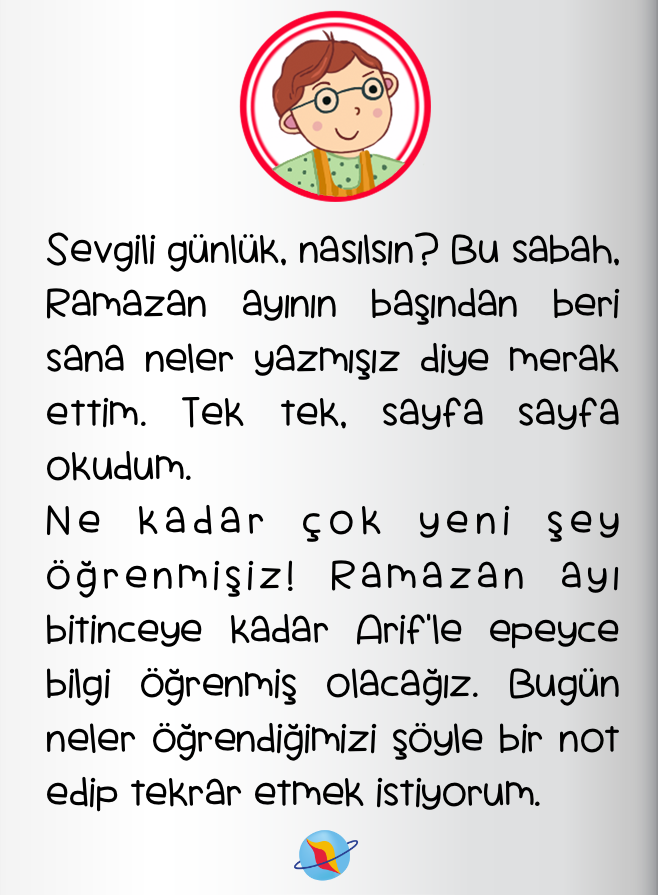 Sevgili günlük, nasılsın? Bu sabah,
Ramazan ayının başından beri
sana neler yazmışız diye merak
ettim. Tek tek, sayfa sayfa
okudum.
Ne kadar çok yeni şey
öğrenmişiz! Ramazan ayı
bitinceye kadar Arif'le epeyce
bilgi öğrenmiş olacağız. Bugün
neler öğrendiğimizi şöyle bir not
edip tekrar etmek istiyorum.